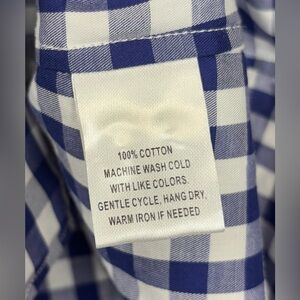 100% COTTON
MACHINE WASH COLD
WITH LIKE COLORS,
GENTLE CYCLE, HANG DRY,
WARM IRON IF NEEDED